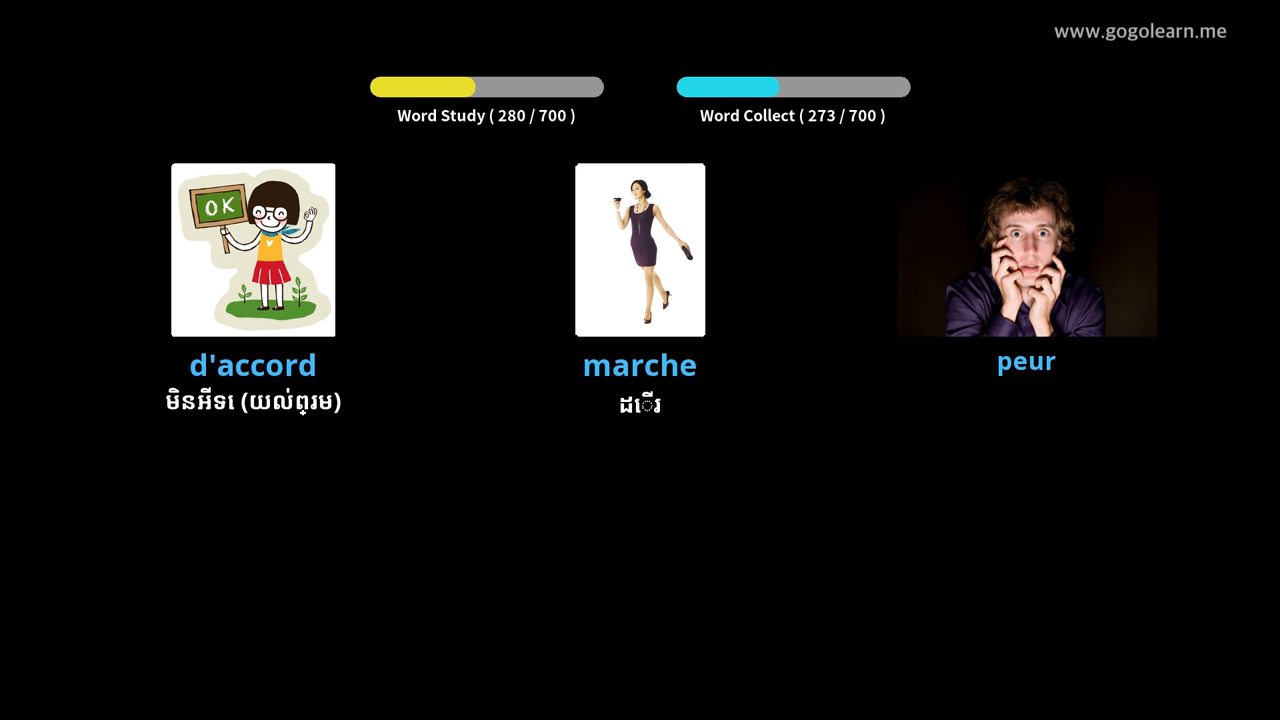 www.gogolearn.me
Word Study ( 280 / 700 )
Word Collect ( 273 / 700 )
OK
d'accord
មិនអីទេ (យល់ព្រម)
marche
ដើរ
peur